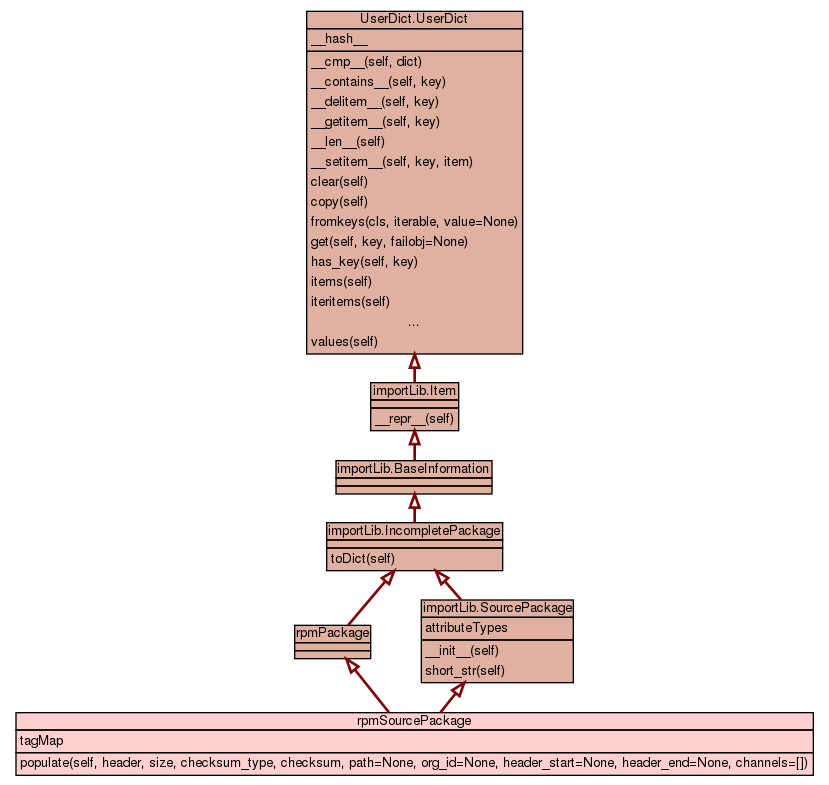 UserDict.UserDict
__hash__
__cmp__(self, dict)
__contains__(self, key)
__delitem__(self, key)
__getitem__(self, key)
__len__(self)
__setitem__(self, key, item)
clear(self)
copy(self)
fromkeys(cls, iterable, value=None)
get(self, key, failobj=None)
has_key(self, key)
items(self)
iteritems(self)
...
values(self)
importLib.Item
__repr__(self)
importLib.BaseInformation
importLib.IncompletePackage
toDict(self)
importLib.SourcePackage
attributeTypes
__init__(self)
short_str(self)
rpmPackage
rpmSourcePackage
tagMap
populate(self, header, size, checksum_type, checksum, path=None, org_id=None, header_start=None, header_end=None, channels=[])